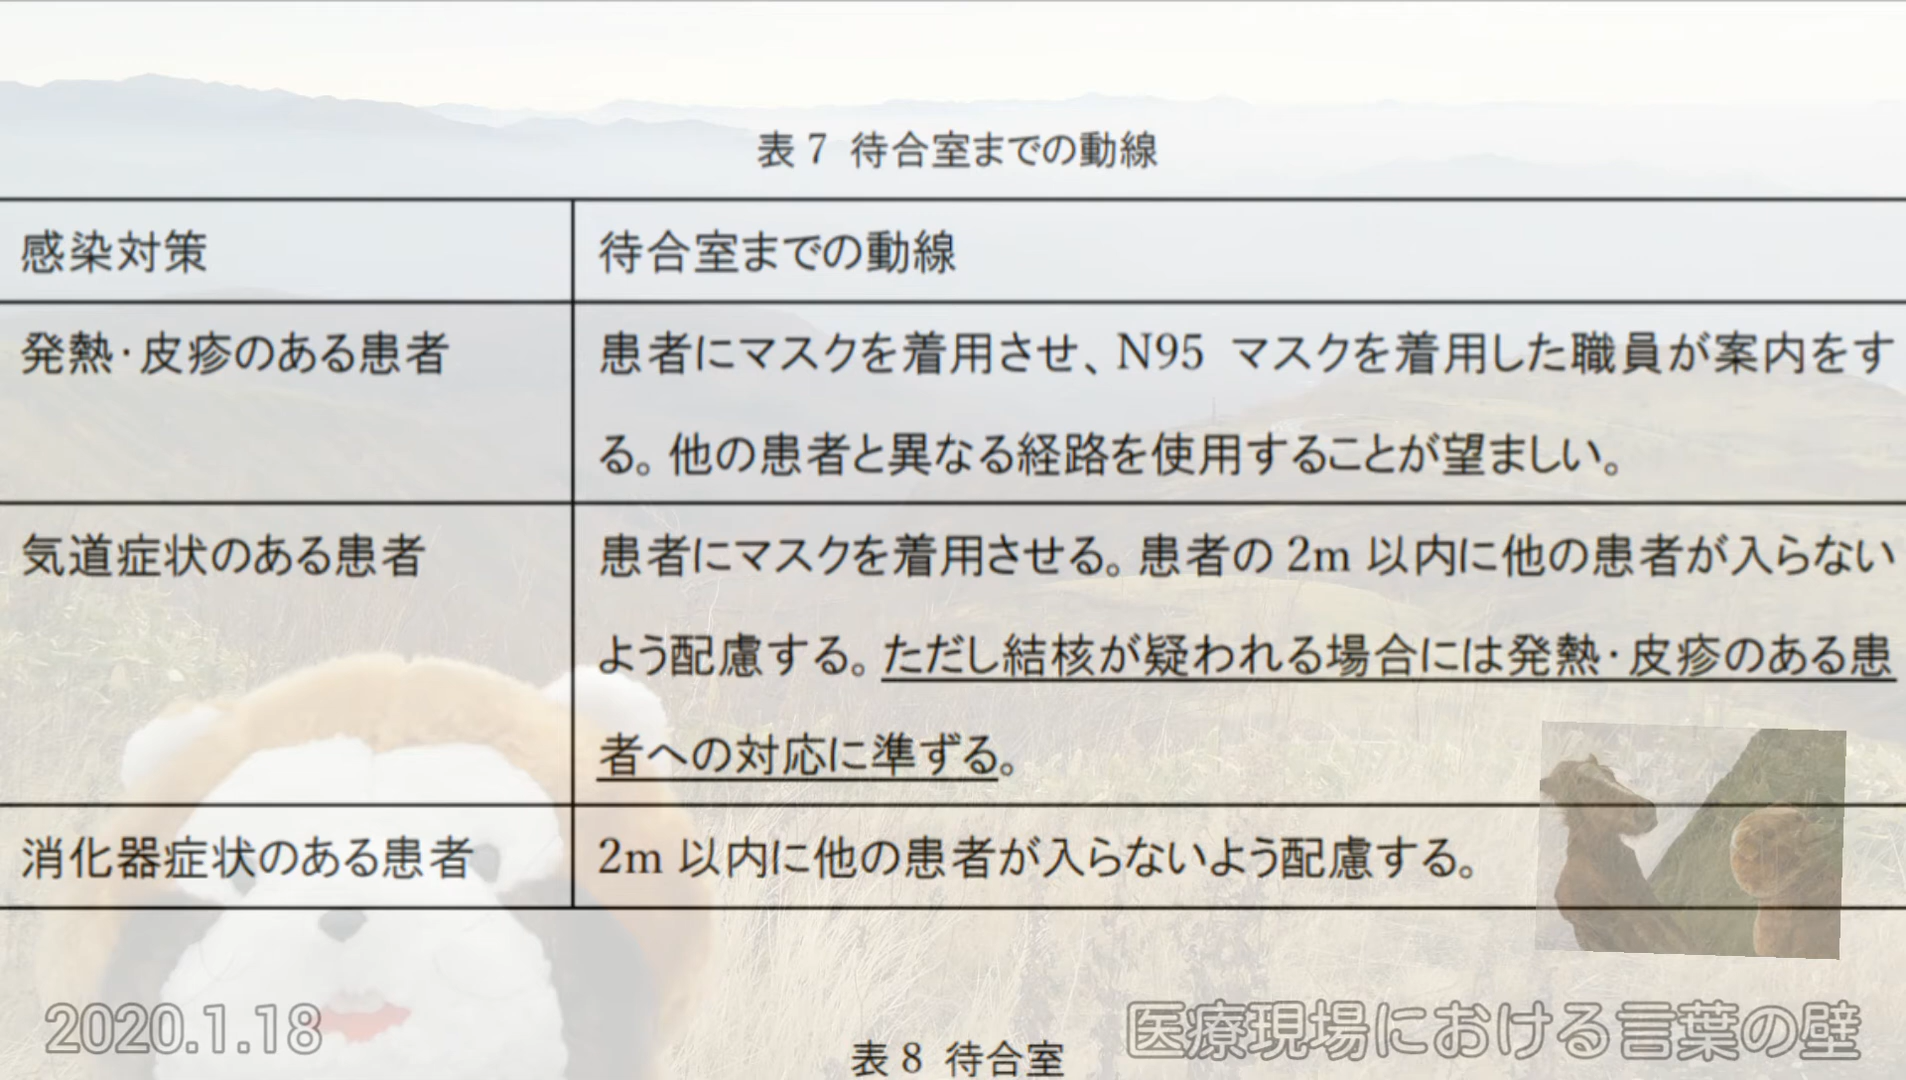 表 7 待合室までの動線
感染対策
待合室までの動線
発熱・皮疹のある患者
患者にマスクを着用させ、N95 マスクを着用した職員が案内をす
る。他の患者と異なる経路を使用することが望ましい。
気道症状のある患者
患者にマスクを着用させる。患者の 2m 以内に他の患者が入らない
よう配慮する。ただし結核が疑われる場合には発熱・皮疹のある患
者への対応に準ずる。
消化器症状のある患者
2m 以内に他の患者が入らないよう配慮する。
2020.1.18
医療現場における言葉の壁
表 8 待合室